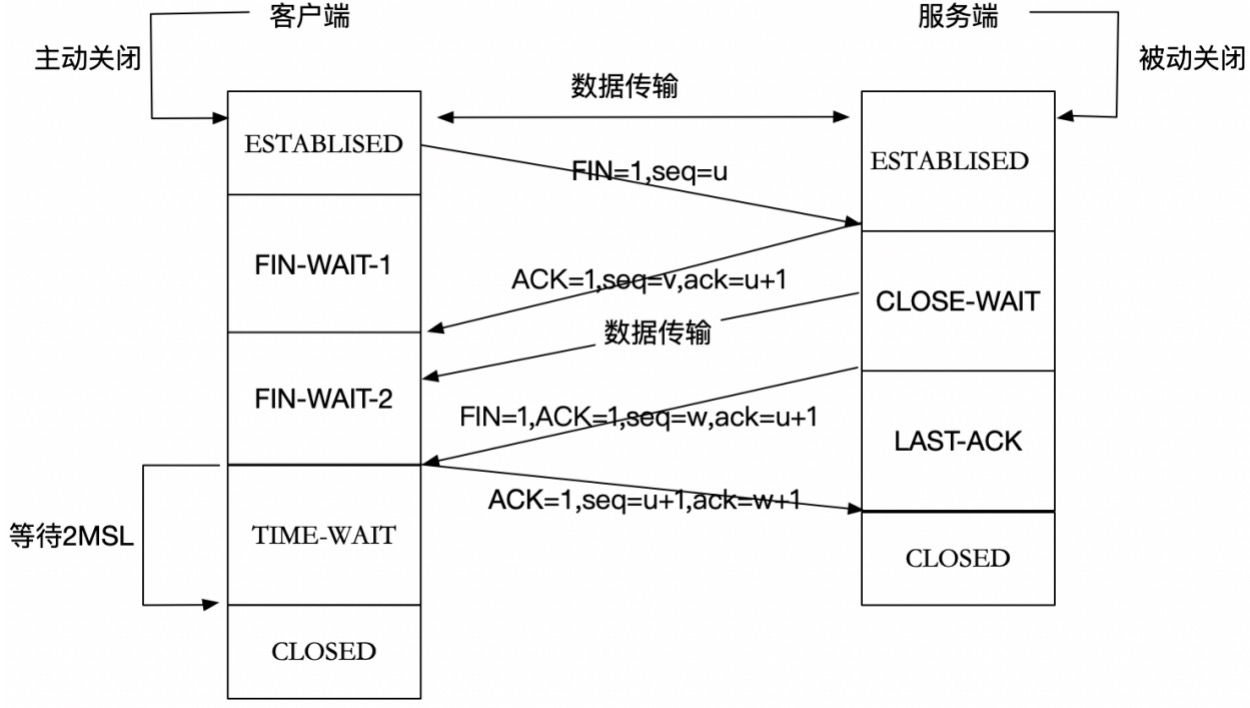 客户端
服务端
主动关闭
被动关闭
数据传输
ESTABLISED
ESTABLISED
FIN=1,seq=u
FIN-WAIT-1
ACK=1,seq=v,ack=u+1
CLOSE-WAIT
数据传输
FIN-WAIT-2
FIN=1,ACK=1,seq=w,ack=u+1
LAST-ACK
ACK=1,seq=u+1,ack=w+1
等待2MSL
TIME-WAIT
CLOSED
CLOSED